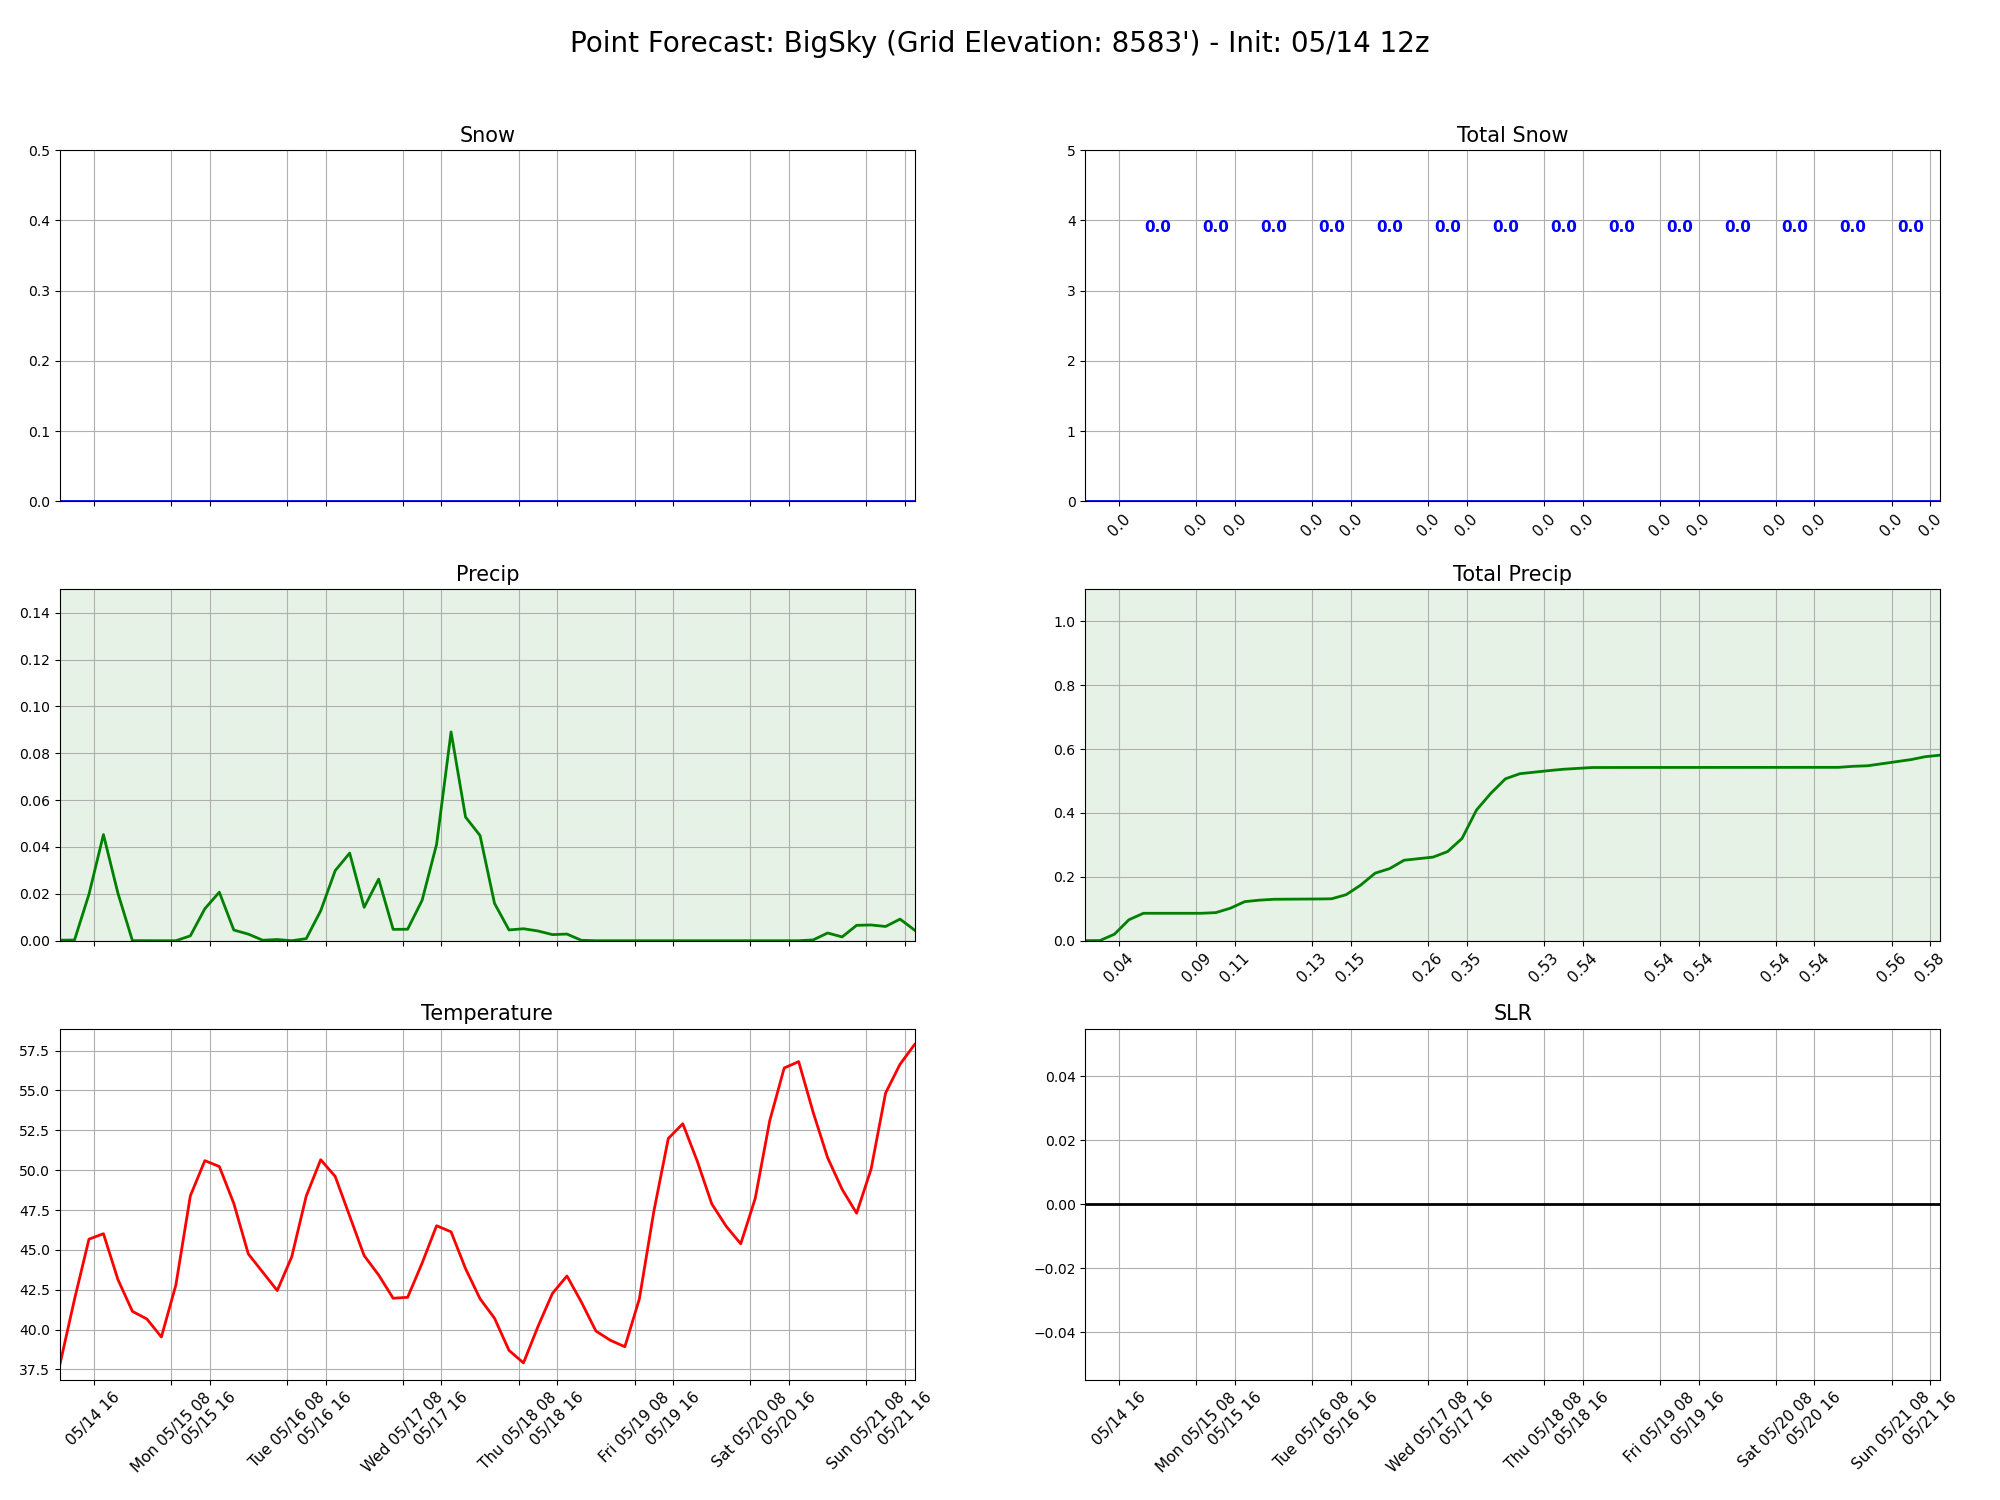 Point Forecast: BigSky (Grid Elevation: 8583') - Init: 05/14 12z
Snow
0.5
0.4
0.3
0.2
0.1
0.0
Total Snow
5
4
3
2
1
0
0.0 0.0 0.0 0.0 0.0 0.0 0.0 0.0 0.0 0.0 0.0 0.0 0.0 0.0
0.0 0.0 0.0 0.0 0.0 0.0 0.0 0.0 0.0 0.0 0.0 0.0 0.0 0.0 0.0
Precip
0.14
0.12
0.10
0.08
0.06
0.04
0.02
0.00
Total Precip
1.0
0.8
0.6
0.4
0.2
0.0
0.04 0.09 0.11 0.13 0.15 0.26 0.35 0.53 0.54 0.54 0.54 0.54 0.54 0.56 0.58
Temperature
57.5
55.0
52.5
50.0
47.5
45.0
42.5
40.0
37.5
05/14 16
Mon 05/15 08
05/15 16
Tue 05/16 08
05/16 16
Wed 05/17 08
05/17 16
Thu 05/18 08
05/18 16
Fri 05/19 08
05/19 16
Sat 05/20 08
05/20 16
Sun 05/21 08
05/21 16
SLR
0.04
0.02
0.00
−0.02
−0.04
05/14 16
Mon 05/15 08
05/15 16
Tue 05/16 08
05/16 16
Wed 05/17 08
05/17 16
Thu 05/18 08
05/18 16
Fri 05/19 08
05/19 16
Sat 05/20 08
05/20 16
Sun 05/21 08
05/21 16